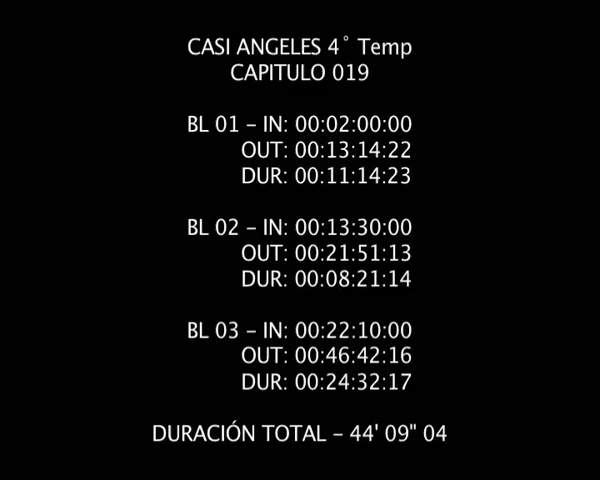 CASI ANGELES 4° Temp
CAPITULO 019
BL 01 – IN: 00:02:00:00
OUT: 00:13:14:22
DUR: 00:11:14:23
BL 02 – IN: 00:13:30:00
OUT: 00:21:51:13
DUR: 00:08:21:14
BL 03 – IN: 00:22:10:00
OUT: 00:46:42:16
DUR: 00:24:32:17
DURACIÓN TOTAL – 44' 09" 04